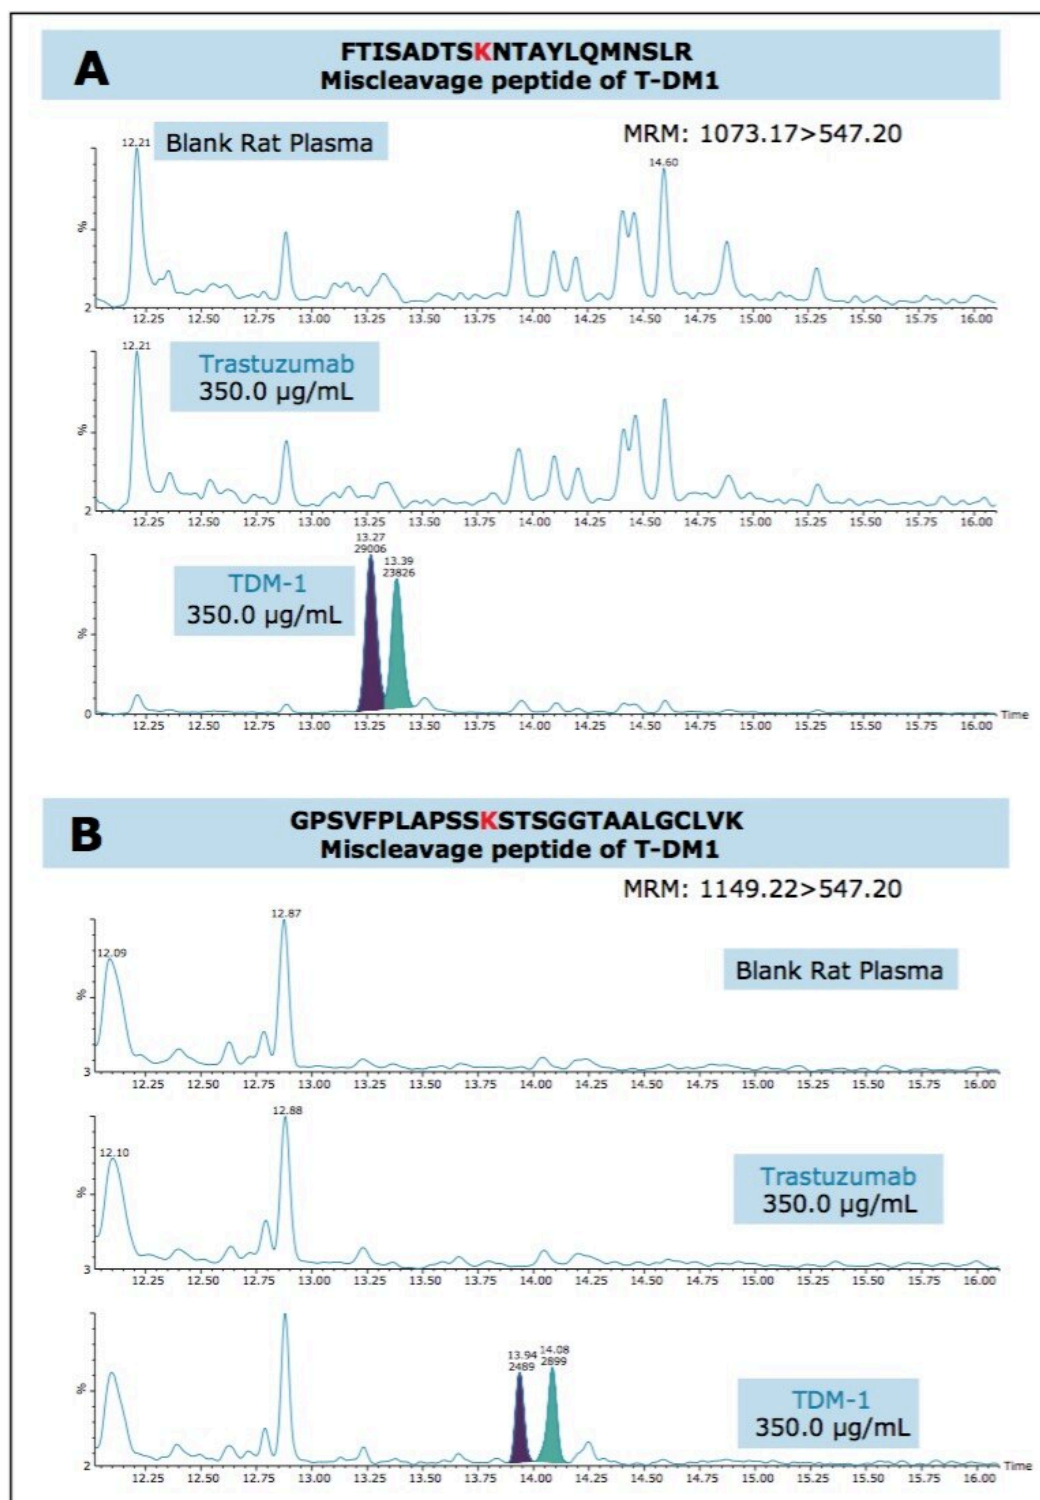 A
FTISADTSKNTAYLQMNSLR
Miscleavage peptide of T-DM1
MRM: 1073.17>547.20
Blank Rat Plasma
12.21
14.60
%
2
12.25 12.50 12.75 13.00 13.25 13.50 13.75 14.00 14.25 14.50 14.75 15.00 15.25 15.50 15.75 16.00
12.21
Trastuzumab
350.0 µg/mL
%
2
12.25 12.50 12.75 13.00 13.25 13.50 13.75 14.00 14.25 14.50 14.75 15.00 15.25 15.50 15.75 16.00
13.27
29006
13.39
23826
TDM-1
350.0 µg/mL
%
0
12.25 12.50 12.75 13.00 13.25 13.50 13.75 14.00 14.25 14.50 14.75 15.00 15.25 15.50 15.75 16.00 Time
B
GPSVFPLAPSSKSTSGGTAALGCLVK
Miscleavage peptide of T-DM1
MRM: 1149.22>547.20
12.87
12.09
Blank Rat Plasma
%
3
12.25 12.50 12.75 13.00 13.25 13.50 13.75 14.00 14.25 14.50 14.75 15.00 15.25 15.50 15.75 16.00
12.88
12.10
Trastuzumab
350.0 µg/mL
%
3
12.25 12.50 12.75 13.00 13.25 13.50 13.75 14.00 14.25 14.50 14.75 15.00 15.25 15.50 15.75 16.00
13.94
2489
14.08
2899
TDM-1
350.0 µg/mL
%
2
12.25 12.50 12.75 13.00 13.25 13.50 13.75 14.00 14.25 14.50 14.75 15.00 15.25 15.50 15.75 16.00 Time